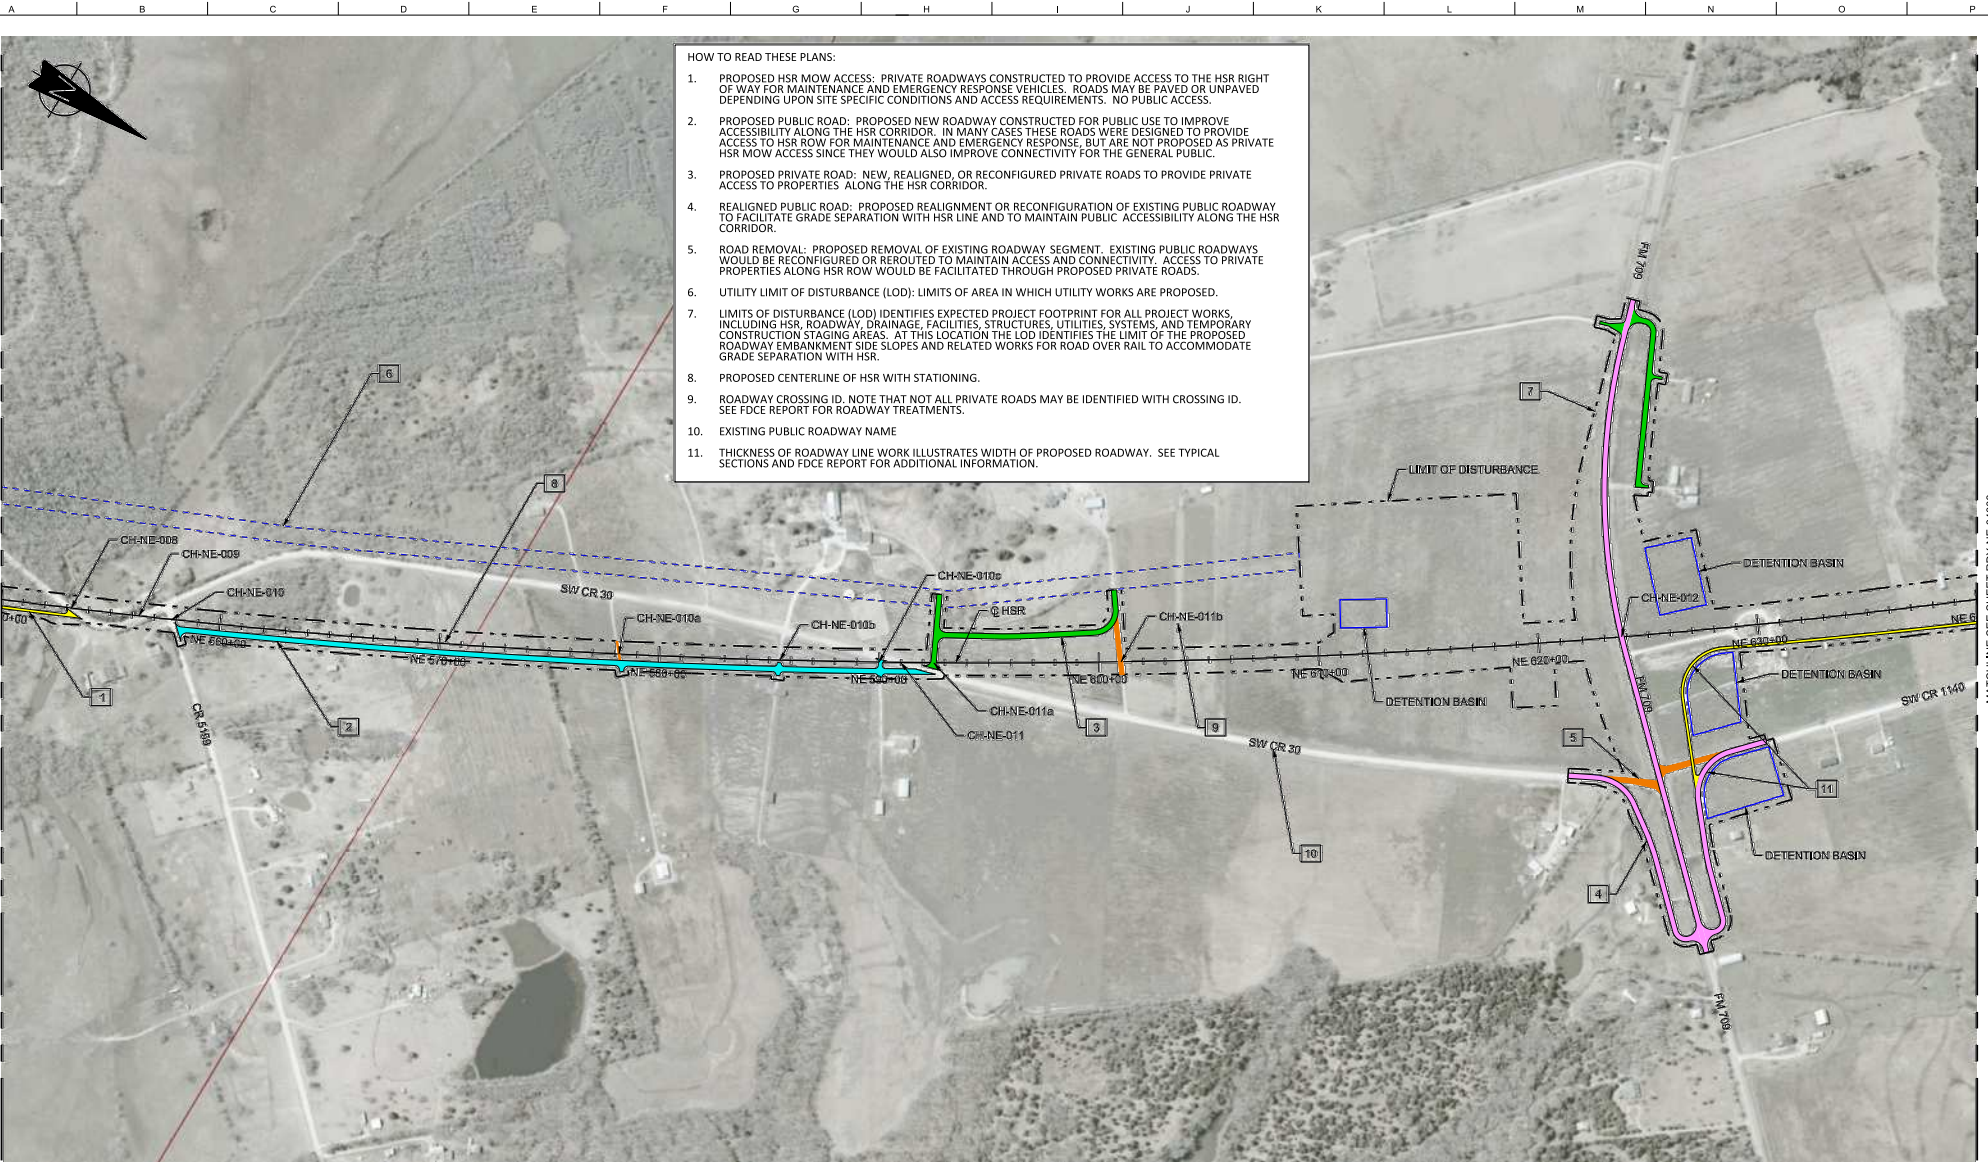 A B C D E F G H I J K L M N O P
HOW TO READ THESE PLANS:
1. PROPOSED HSR MOW ACCESS: PRIVATE ROADWAYS CONSTRUCTED TO PROVIDE ACCESS TO THE HSR RIGHT
OF WAY FOR MAINTENANCE AND EMERGENCY RESPONSE VEHICLES. ROADS MAY BE PAVED OR UNPAVED
DEPENDING UPON SITE SPECIFIC CONDITIONS AND ACCESS REQUIREMENTS. NO PUBLIC ACCESS.
2. PROPOSED PUBLIC ROAD: PROPOSED NEW ROADWAY CONSTRUCTED FOR PUBLIC USE TO IMPROVE
ACCESSIBILITY ALONG THE HSR CORRIDOR. IN MANY CASES THESE ROADS WERE DESIGNED TO PROVIDE
ACCESS TO HSR ROW FOR MAINTENANCE AND EMERGENCY RESPONSE, BUT ARE NOT PROPOSED AS PRIVATE
HSR MOW ACCESS SINCE THEY WOULD ALSO IMPROVE CONNECTIVITY FOR THE GENERAL PUBLIC.
3. PROPOSED PRIVATE ROAD: NEW, REALIGNED, OR RECONFIGURED PRIVATE ROADS TO PROVIDE PRIVATE
ACCESS TO PROPERTIES ALONG THE HSR CORRIDOR.
4. REALIGNED PUBLIC ROAD: PROPOSED REALIGNMENT OR RECONFIGURATION OF EXISTING PUBLIC ROADWAY
TO FACILITATE GRADE SEPARATION WITH HSR LINE AND TO MAINTAIN PUBLIC ACCESSIBILITY ALONG THE HSR
CORRIDOR.
5. ROAD REMOVAL: PROPOSED REMOVAL OF EXISTING ROADWAY SEGMENT. EXISTING PUBLIC ROADWAYS
WOULD BE RECONFIGURED OR REROUTED TO MAINTAIN ACCESS AND CONNECTIVITY. ACCESS TO PRIVATE
PROPERTIES ALONG HSR ROW WOULD BE FACILITATED THROUGH PROPOSED PRIVATE ROADS.
6. UTILITY LIMIT OF DISTURBANCE (LOD): LIMITS OF AREA IN WHICH UTILITY WORKS ARE PROPOSED.
7. LIMITS OF DISTURBANCE (LOD) IDENTIFIES EXPECTED PROJECT FOOTPRINT FOR ALL PROJECT WORKS,
INCLUDING HSR, ROADWAY, DRAINAGE, FACILITIES, STRUCTURES, UTILITIES, SYSTEMS, AND TEMPORARY
CONSTRUCTION STAGING AREAS. AT THIS LOCATION THE LOD IDENTIFIES THE LIMIT OF THE PROPOSED
ROADWAY EMBANKMENT SIDE SLOPES AND RELATED WORKS FOR ROAD OVER RAIL TO ACCOMMODATE
GRADE SEPARATION WITH HSR.
8. PROPOSED CENTERLINE OF HSR WITH STATIONING.
9. ROADWAY CROSSING ID. NOTE THAT NOT ALL PRIVATE ROADS MAY BE IDENTIFIED WITH CROSSING ID.
SEE FDCE REPORT FOR ROADWAY TREATMENTS.
10. EXISTING PUBLIC ROADWAY NAME
11. THICKNESS OF ROADWAY LINE WORK ILLUSTRATES WIDTH OF PROPOSED ROADWAY. SEE TYPICAL
SECTIONS AND FDCE REPORT FOR ADDITIONAL INFORMATION.
N
FM 709
6
7
LIMIT OF DISTURBANCE
8
CH-NE-008
CH-NE-009
DETENTION BASIN
CH-NE-010c
CH-NE-010
SW CR 30
CH-NE-012
℄ HSR
CH-NE-010a
CH-NE-010b
CH-NE-011b
NE 560+00
NE 570+00
NE 580+00
NE 590+00
NE 600+00
NE 610+00
NE 620+00
NE 630+00
NE 6
DETENTION BASIN
1
FM 709
SW CR 1140
DETENTION BASIN
CR 5169
2
CH-NE-011a
3
9
CH-NE-011
5
SW CR 30
11
10
DETENTION BASIN
4
FM 709